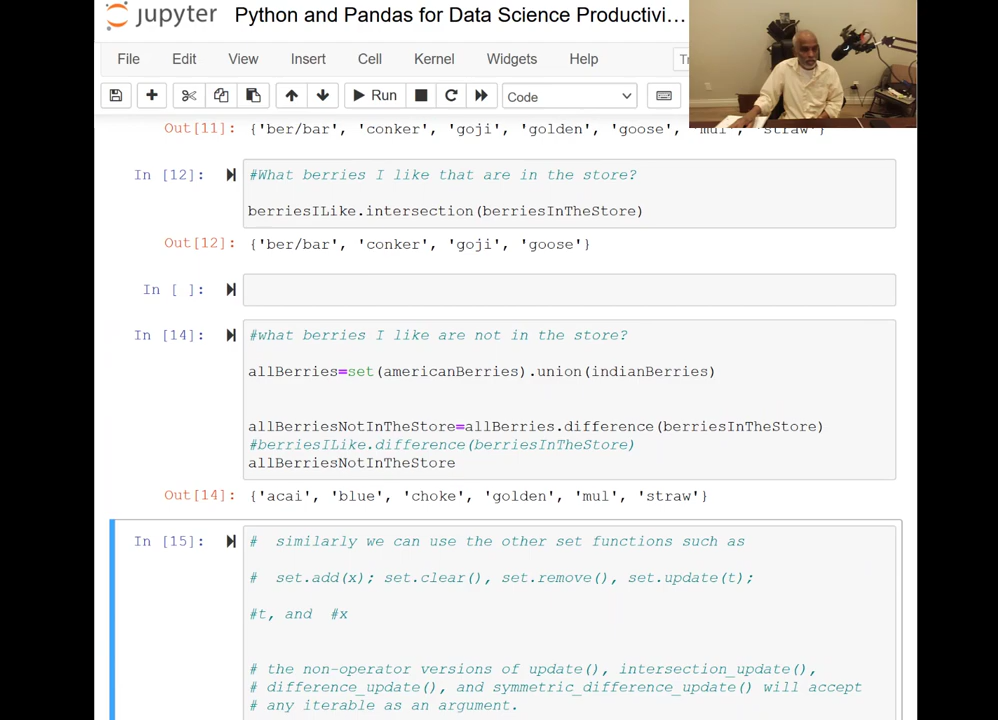 jupyter Python and Pandas for Data Science Productivi...
File Edit View Insert Cell Kernel Widgets Help
Run Code
Out[11]: {'ber/bar', 'conker', 'goji', 'golden', 'goose', 'mul', 'straw'}
In [12]: #What berries I like that are in the store?
berriesILike.intersection(berriesInTheStore)
Out[12]: {'ber/bar', 'conker', 'goji', 'goose'}
In [ ]:
In [14]: #what berries I like are not in the store?
allBerries=set(americanBerries).union(indianBerries)
allBerriesNotInTheStore=allBerries.difference(berriesInTheStore)
#berriesILike.difference(berriesInTheStore)
allBerriesNotInTheStore
Out[14]: {'acai', 'blue', 'choke', 'golden', 'mul', 'straw'}
In [15]: # similarly we can use the other set functions such as
# set.add(x); set.clear(), set.remove(), set.update(t);
#t, and #x
# the non-operator versions of update(), intersection_update(),
# difference_update(), and symmetric_difference_update() will accept
# any iterable as an argument.